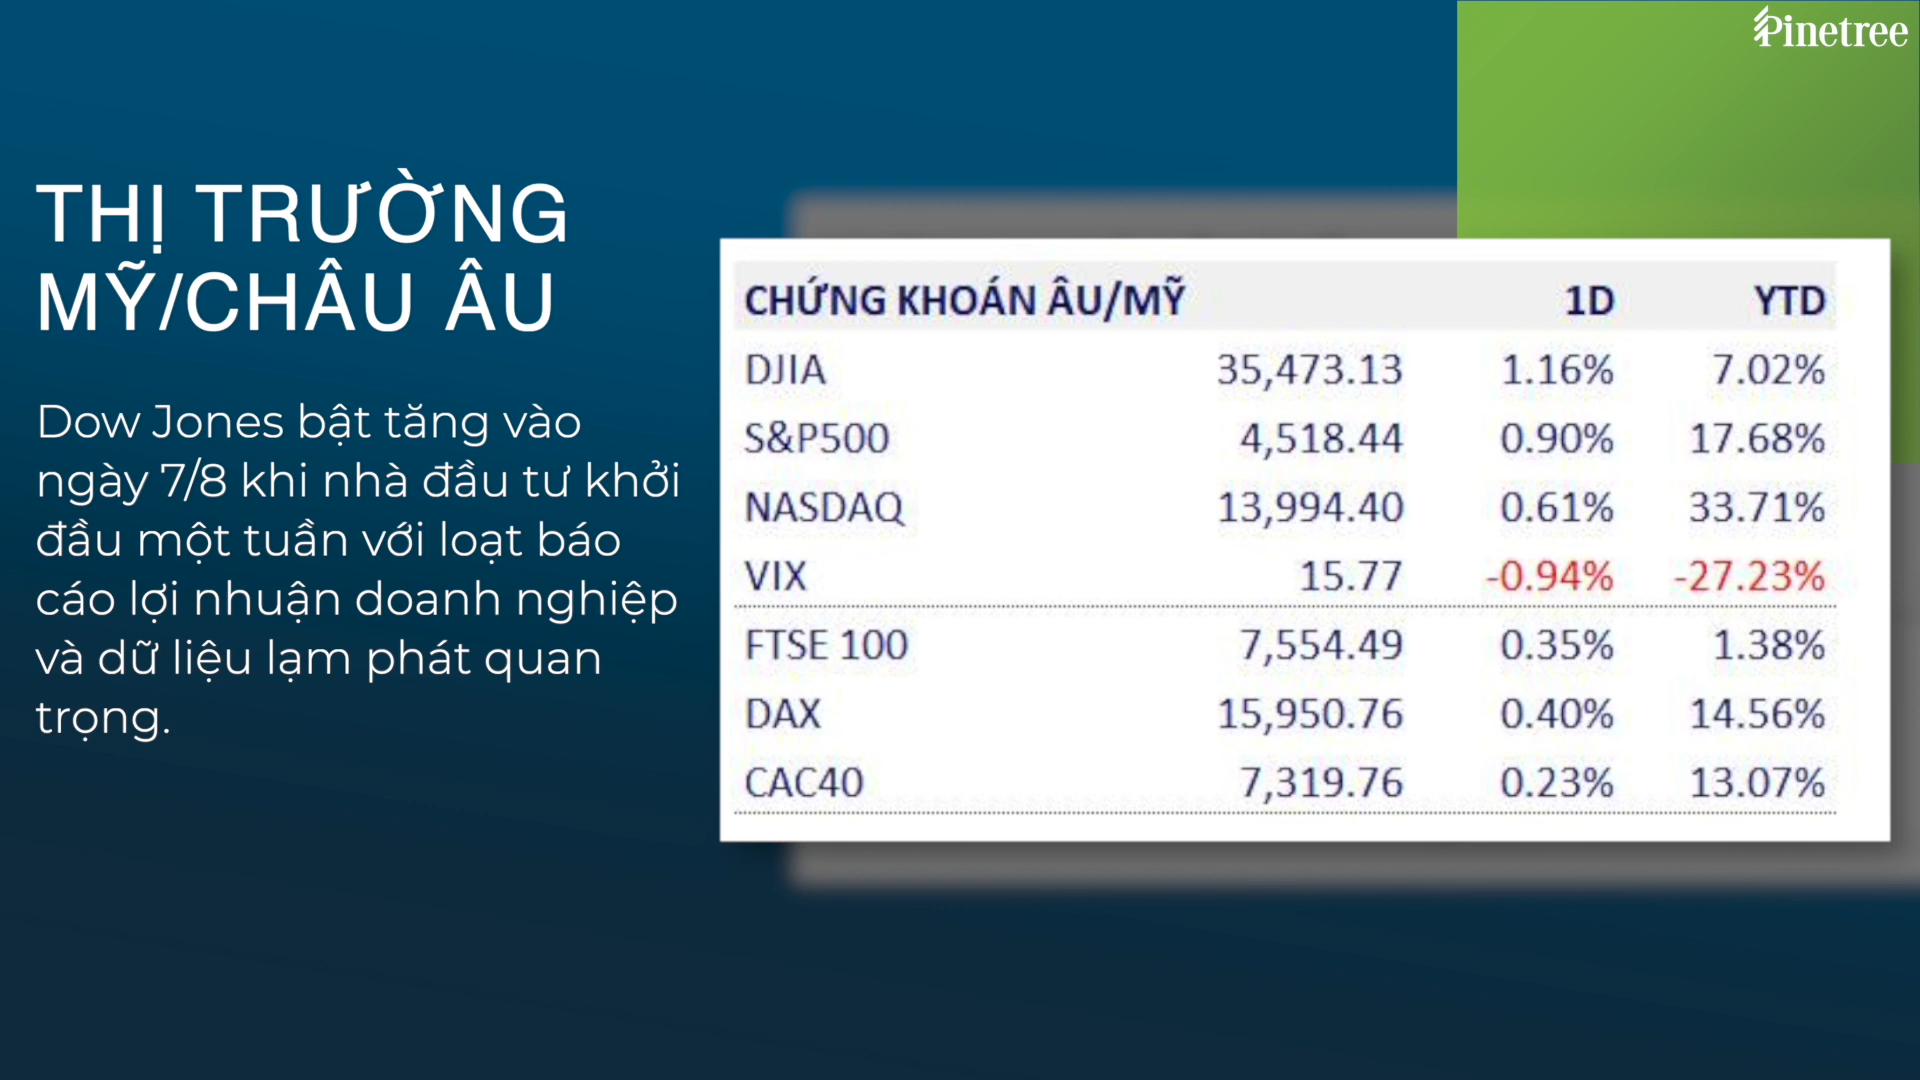 Pinetree
THỊ TRƯỜNG
MỸ/CHÂU ÂU
Dow Jones bật tăng vào
ngày 7/8 khi nhà đầu tư khởi
đầu một tuần với loạt báo
cáo lợi nhuận doanh nghiệp
và dữ liệu lạm phát quan
trọng.
CHỨNG KHOÁN ÂU/MỸ 1D YTD
DJIA 35,473.13 1.16% 7.02%
S&P500 4,518.44 0.90% 17.68%
NASDAQ 13,994.40 0.61% 33.71%
VIX 15.77 -0.94% -27.23%
FTSE 100 7,554.49 0.35% 1.38%
DAX 15,950.76 0.40% 14.56%
CAC40 7,319.76 0.23% 13.07%